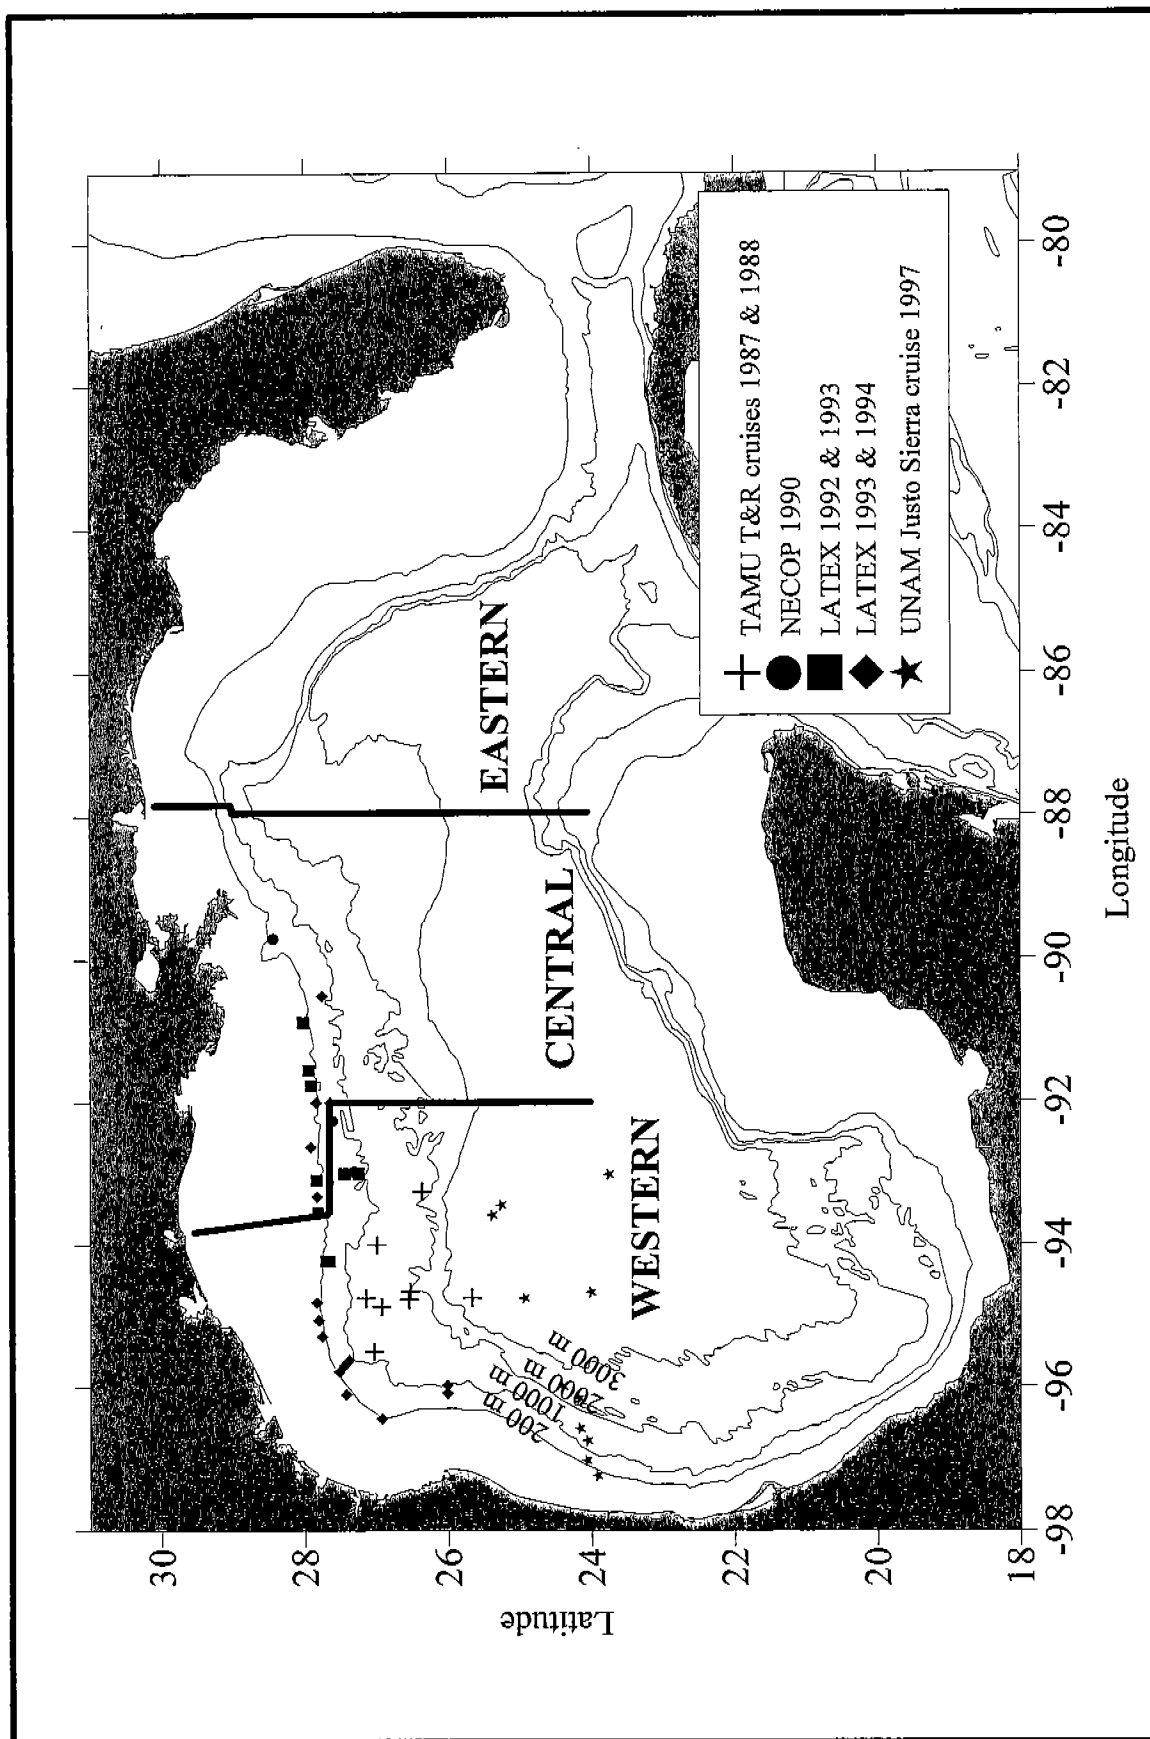 30
28
26
24
22
20
18
Latitude
-98
-96
-94
-92
-90
-88
-86
-84
-82
-80
Longitude
WESTERN
CENTRAL
EASTERN
200 m
1000 m
2000 m
3000 m
TAMU T&R cruises 1987 & 1988
NECOP 1990
LATEX 1992 & 1993
LATEX 1993 & 1994
UNAM Justo Sierra cruise 1997